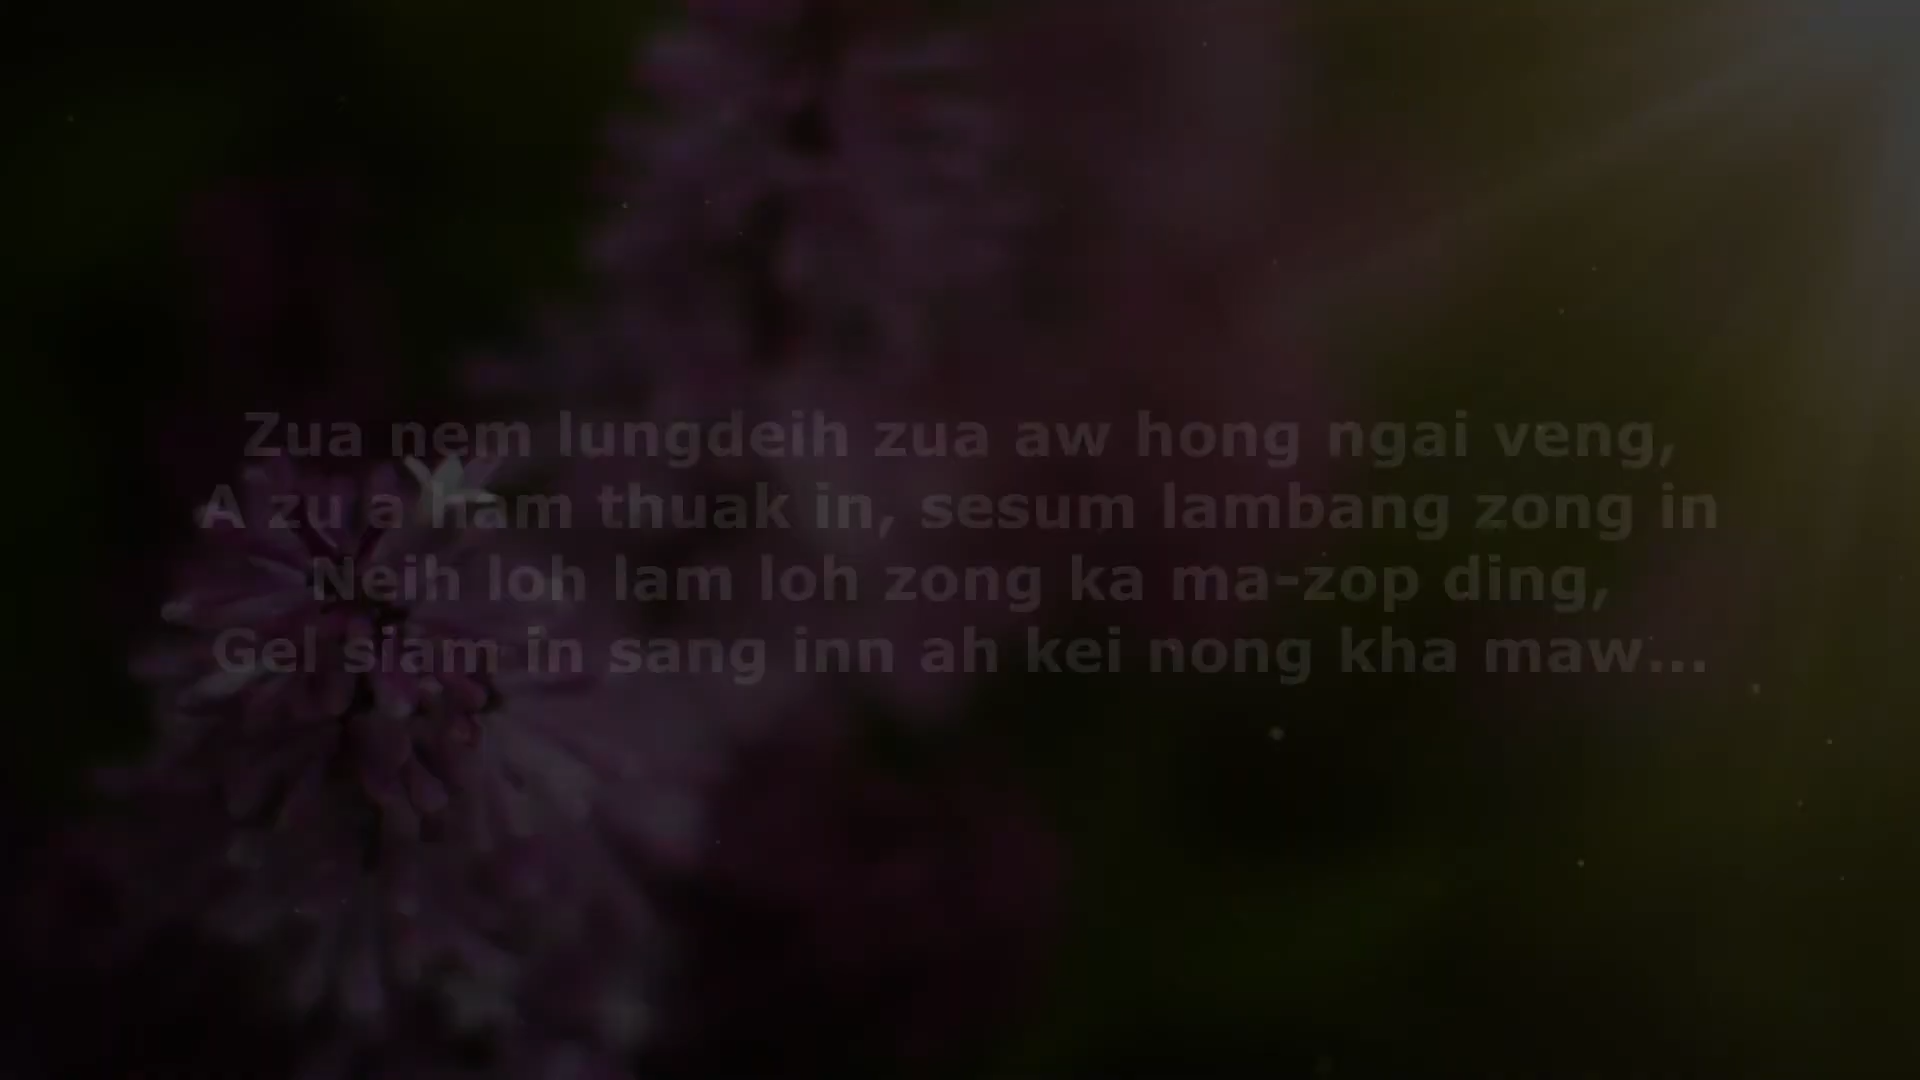 Zua nem lungdeih zua aw hong ngai veng,
A zu a ham thuak in, sesum lambang zong in
Neih loh lam loh zong ka ma-zop ding,
Gel siam in sang inn ah kei nong kha maw...